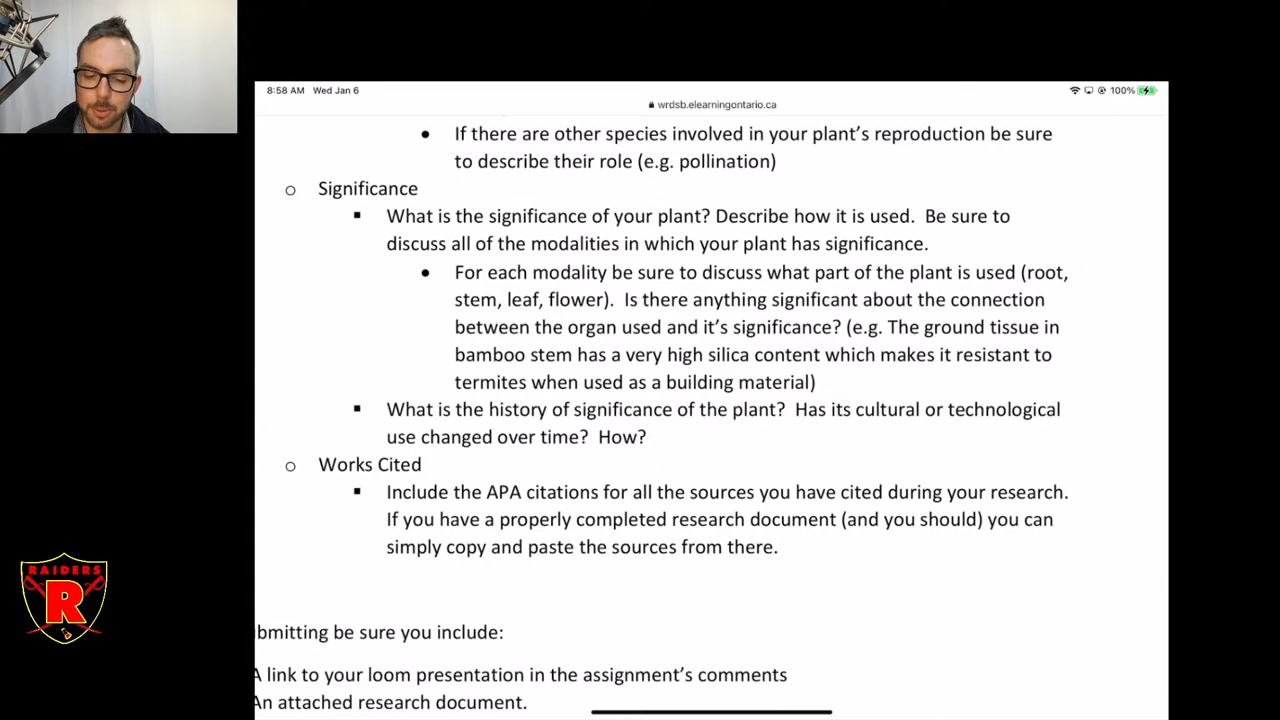 8:58 AM Wed Jan 6
100%
wrdsb.elearningontario.ca
• If there are other species involved in your plant's reproduction be sure
to describe their role (e.g. pollination)
o Significance
▪ What is the significance of your plant? Describe how it is used. Be sure to
discuss all of the modalities in which your plant has significance.
• For each modality be sure to discuss what part of the plant is used (root,
stem, leaf, flower). Is there anything significant about the connection
between the organ used and it's significance? (e.g. The ground tissue in
bamboo stem has a very high silica content which makes it resistant to
termites when used as a building material)
▪ What is the history of significance of the plant? Has its cultural or technological
use changed over time? How?
o Works Cited
▪ Include the APA citations for all the sources you have cited during your research.
If you have a properly completed research document (and you should) you can
simply copy and paste the sources from there.
RAIDERS
R
ubmitting be sure you include:
A link to your loom presentation in the assignment's comments
An attached research document.